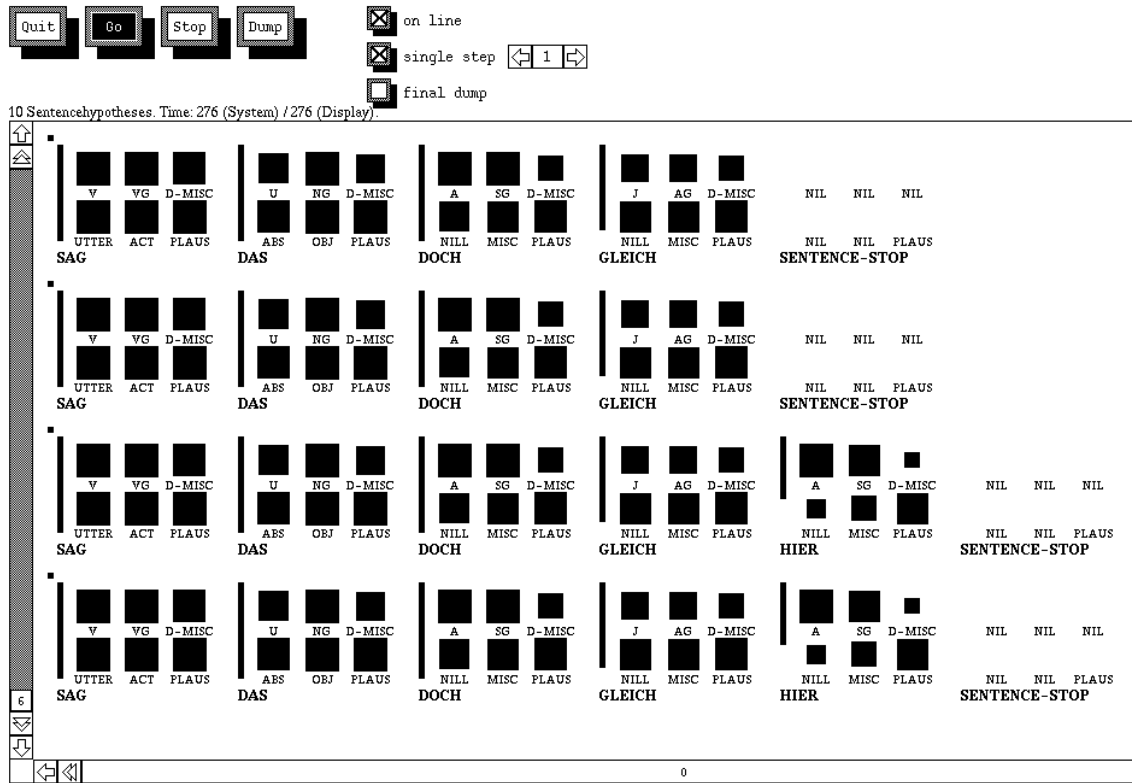 Quit Go Stop Dump
on line
single step 1
final dump
10 Sentencehypotheses. Time: 276 (System) / 276 (Display).
V VG D-MISC U NG D-MISC A SG D-MISC J AG D-MISC NIL NIL NIL
UTTER ACT PLAUS ABS OBJ PLAUS NILL MISC PLAUS NILL MISC PLAUS NIL NIL PLAUS
SAG DAS DOCH GLEICH SENTENCE-STOP
V VG D-MISC U NG D-MISC A SG D-MISC J AG D-MISC NIL NIL NIL
UTTER ACT PLAUS ABS OBJ PLAUS NILL MISC PLAUS NILL MISC PLAUS NIL NIL PLAUS
SAG DAS DOCH GLEICH SENTENCE-STOP
V VG D-MISC U NG D-MISC A SG D-MISC J AG D-MISC A SG D-MISC NIL NIL NIL
UTTER ACT PLAUS ABS OBJ PLAUS NILL MISC PLAUS NILL MISC PLAUS NILL MISC PLAUS NIL NIL PLAUS
SAG DAS DOCH GLEICH HIER SENTENCE-STOP
V VG D-MISC U NG D-MISC A SG D-MISC J AG D-MISC A SG D-MISC NIL NIL NIL
UTTER ACT PLAUS ABS OBJ PLAUS NILL MISC PLAUS NILL MISC PLAUS NILL MISC PLAUS NIL NIL PLAUS
SAG DAS DOCH GLEICH HIER SENTENCE-STOP
6
0